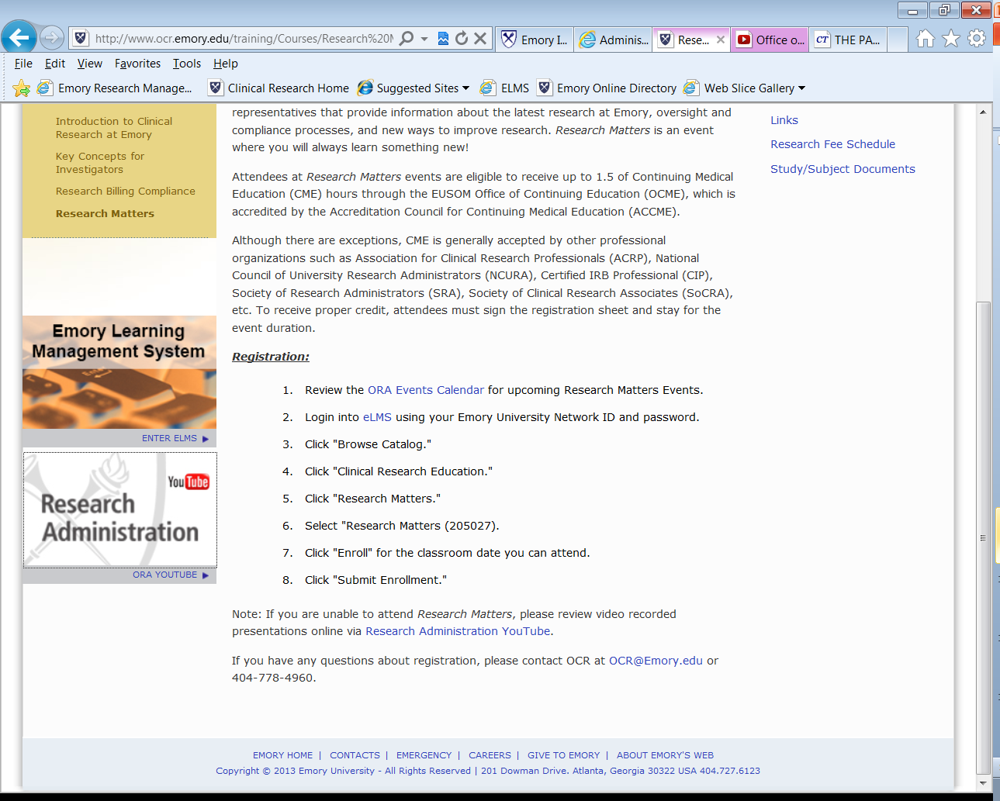 http://www.ocr.emory.edu/training/Courses/Research%20M
Emory I...
Adminis...
Rese...
Office o...
CT THE PA...
File Edit View Favorites Tools Help
Emory Research Manage...
Clinical Research Home
Suggested Sites
ELMS
Emory Online Directory
Web Slice Gallery
Introduction to Clinical
Research at Emory
Key Concepts for
Investigators
Research Billing Compliance
Research Matters
Emory Learning
Management System
Enter
ENTER ELMS
You Tube
Research
Administration
ORA YOUTUBE
representatives that provide information about the latest research at Emory, oversight and
compliance processes, and new ways to improve research. Research Matters is an event
where you will always learn something new!
Attendees at Research Matters events are eligible to receive up to 1.5 of Continuing Medical
Education (CME) hours through the EUSOM Office of Continuing Education (OCME), which is
accredited by the Accreditation Council for Continuing Medical Education (ACCME).
Although there are exceptions, CME is generally accepted by other professional
organizations such as Association for Clinical Research Professionals (ACRP), National
Council of University Research Administrators (NCURA), Certified IRB Professional (CIP),
Society of Research Administrators (SRA), Society of Clinical Research Associates (SoCRA),
etc. To receive proper credit, attendees must sign the registration sheet and stay for the
event duration.
Registration:
1. Review the ORA Events Calendar for upcoming Research Matters Events.
2. Login into eLMS using your Emory University Network ID and password.
3. Click "Browse Catalog."
4. Click "Clinical Research Education."
5. Click "Research Matters."
6. Select "Research Matters (205027).
7. Click "Enroll" for the classroom date you can attend.
8. Click "Submit Enrollment."
Note: If you are unable to attend Research Matters, please review video recorded
presentations online via Research Administration YouTube.
If you have any questions about registration, please contact OCR at OCR@Emory.edu or
404-778-4960.
Links
Research Fee Schedule
Study/Subject Documents
EMORY HOME | CONTACTS | EMERGENCY | CAREERS | GIVE TO EMORY | ABOUT EMORY'S WEB
Copyright © 2013 Emory University - All Rights Reserved | 201 Dowman Drive. Atlanta, Georgia 30322 USA 404.727.6123